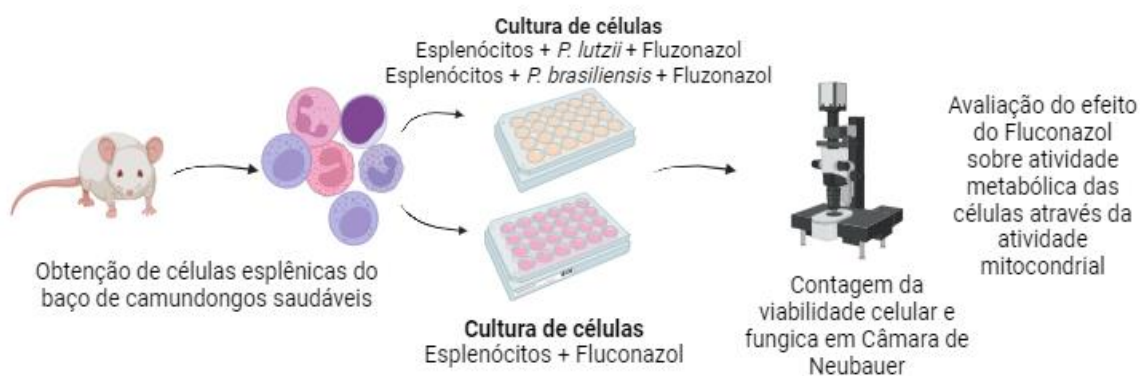 Obtenção de células esplênicas do
baço de camundongos saudáveis
Cultura de células
Esplenócitos + P. lutzii + Fluzonazol
Esplenócitos + P. brasiliensis + Fluzonazol
Cultura de células
Esplenócitos + Fluconazol
Contagem da
viabilidade celular e
fungica em Câmara de
Neubauer
Avaliação do efeito
do Fluconazol
sobre atividade
metabólica das
células através da
atividade
mitocondrial